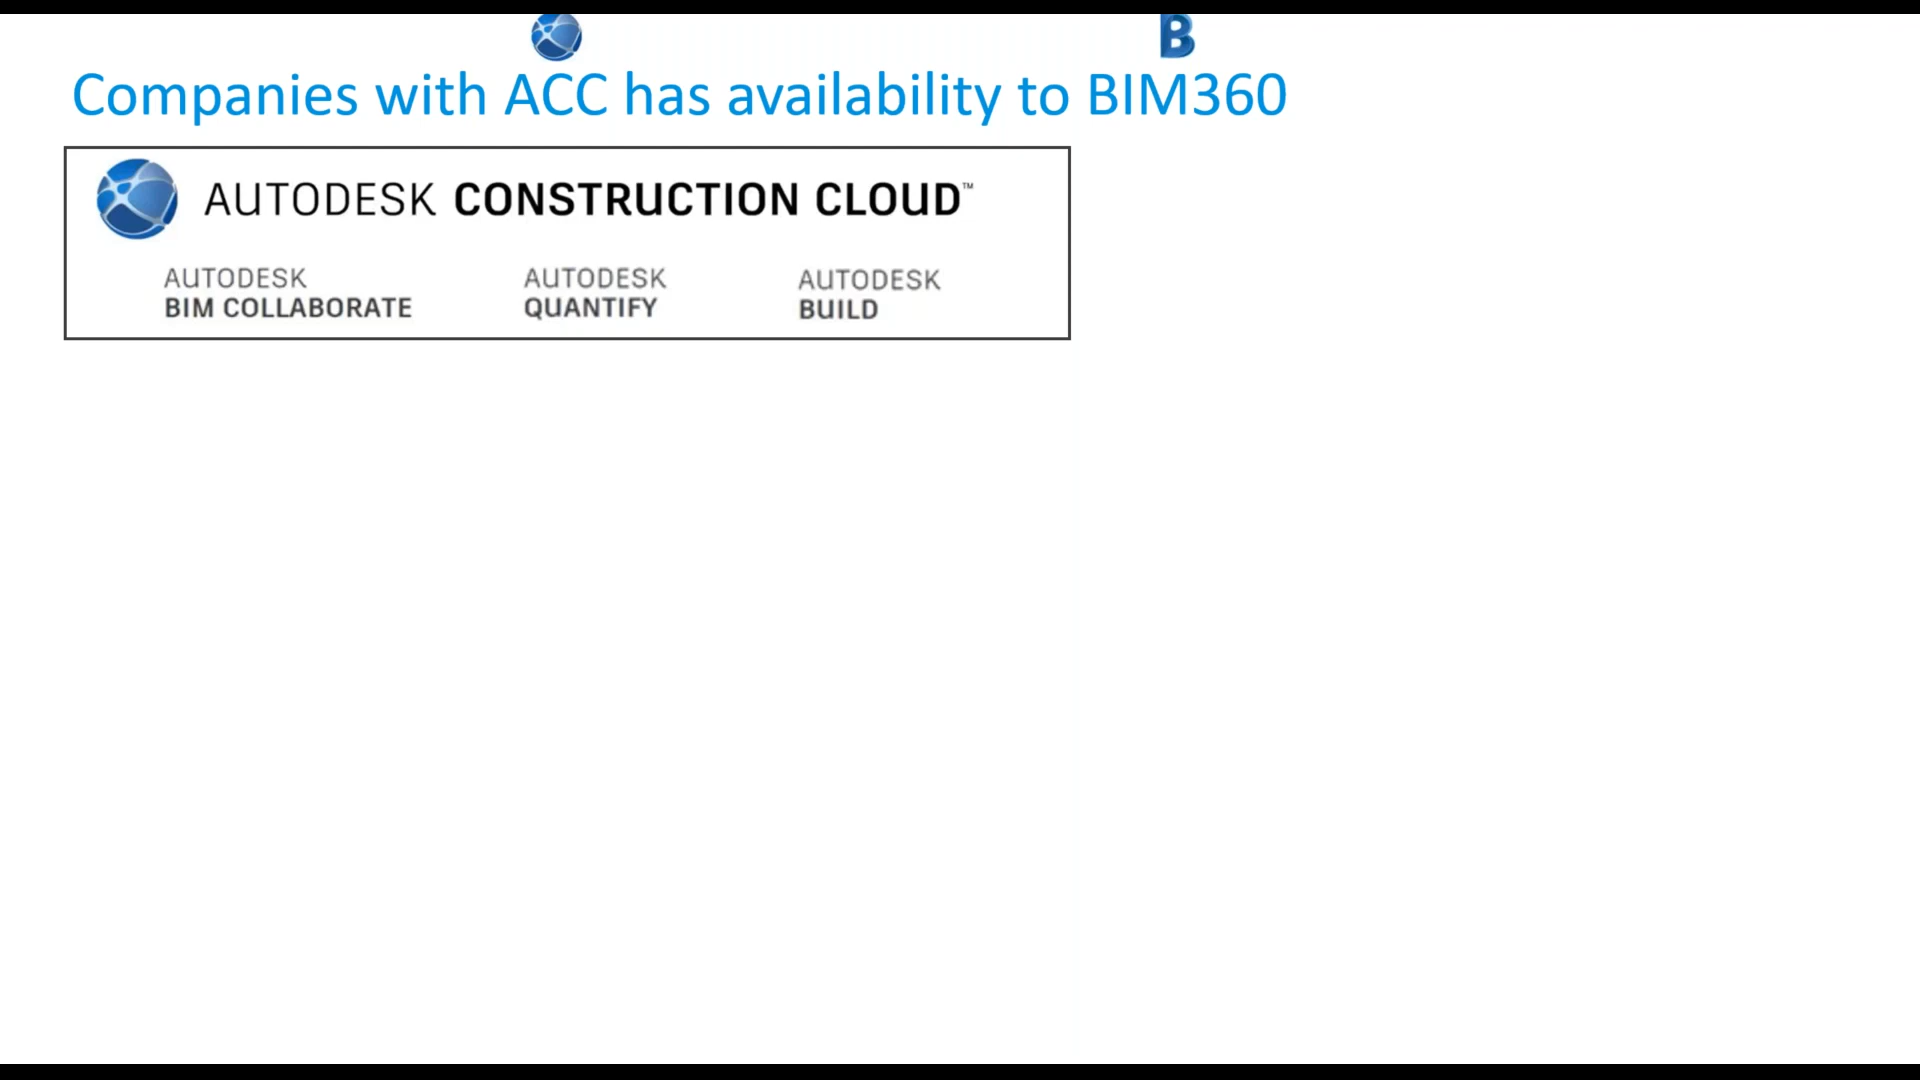 B
Companies with ACC has availability to BIM360
AUTODESK CONSTRUCTION CLOUD™
AUTODESK
BIM COLLABORATE
AUTODESK
QUANTIFY
AUTODESK
BUILD